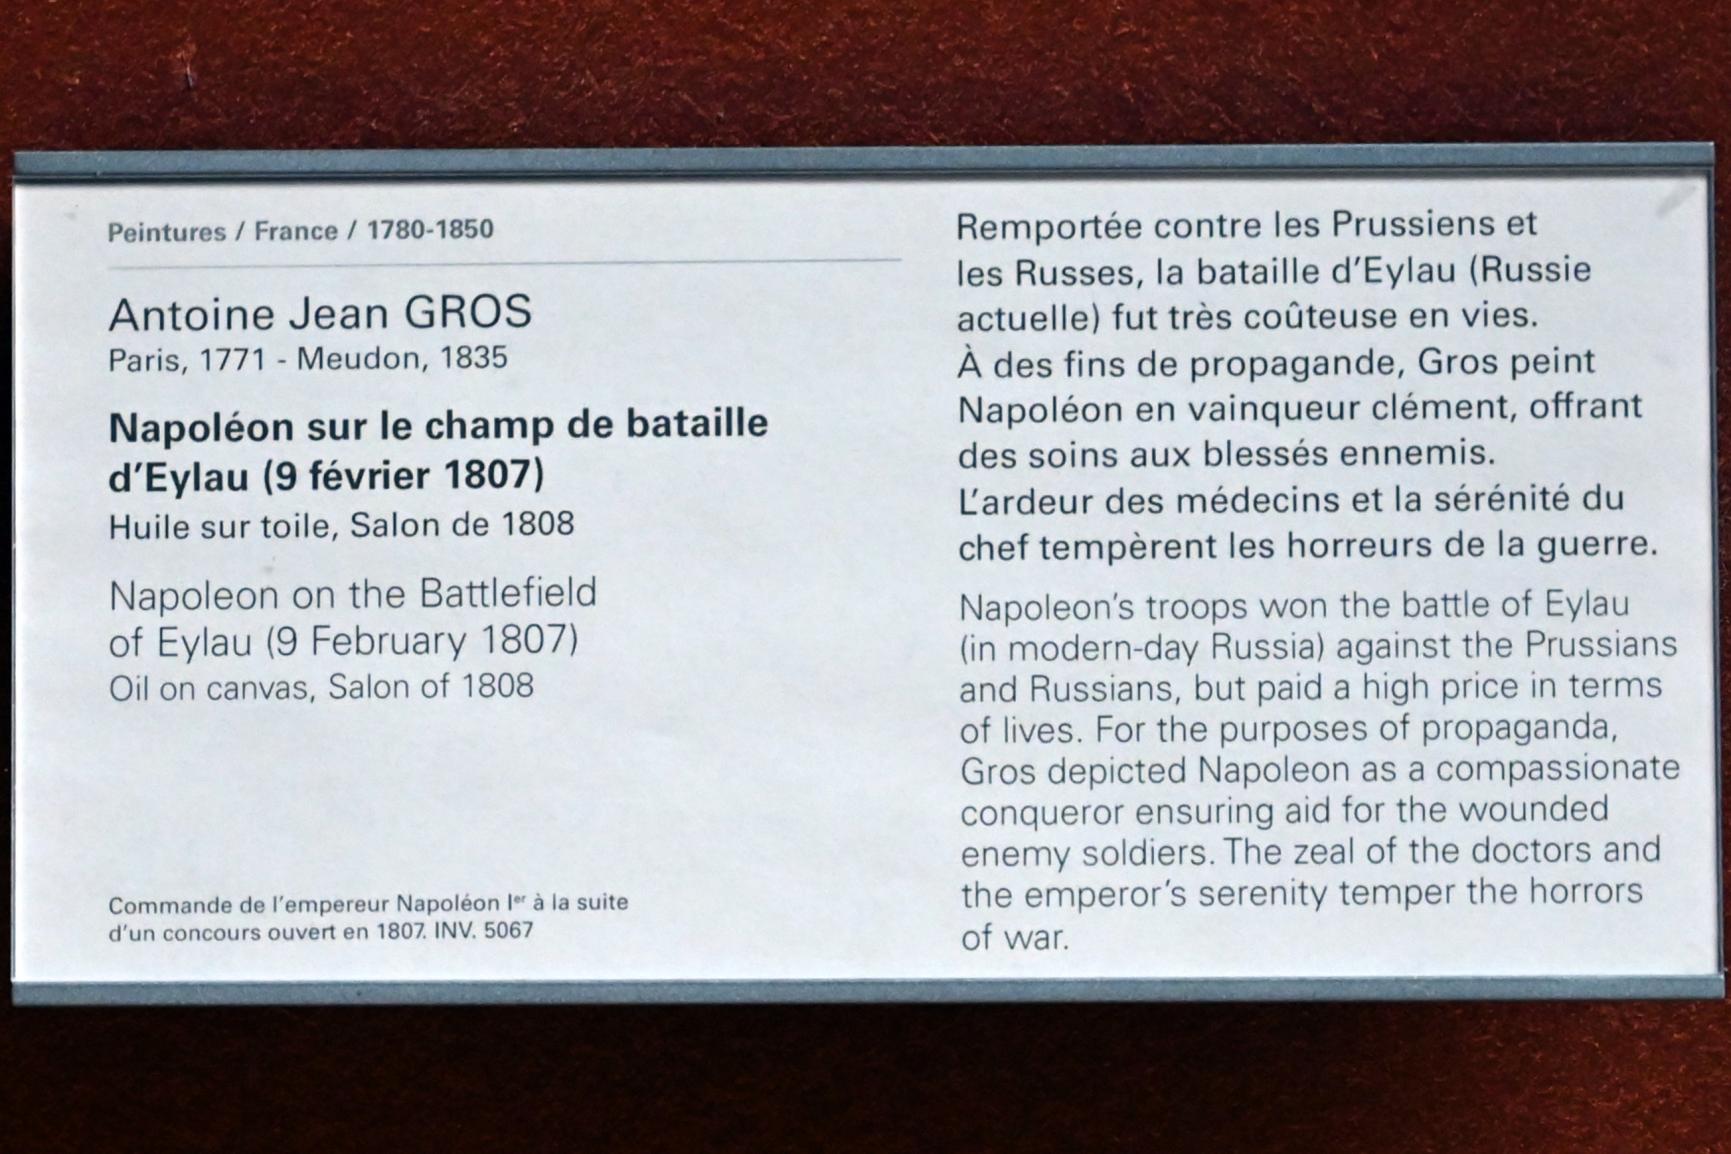 Peintures / France / 1780-1850
Antoine Jean GROS
Paris, 1771 - Meudon, 1835
Napoléon sur le champ de bataille
d'Eylau (9 février 1807)
Huile sur toile, Salon de 1808
Napoleon on the Battlefield
of Eylau (9 February 1807)
Oil on canvas, Salon of 1808
Commande de l'empereur Napoléon Ier à la suite
d'un concours ouvert en 1807. INV. 5067
Remportée contre les Prussiens et
les Russes, la bataille d'Eylau (Russie
actuelle) fut très coûteuse en vies.
À des fins de propagande, Gros peint
Napoléon en vainqueur clément, offrant
des soins aux blessés ennemis.
L'ardeur des médecins et la sérénité du
chef tempèrent les horreurs de la guerre.
Napoleon's troops won the battle of Eylau
(in modern-day Russia) against the Prussians
and Russians, but paid a high price in terms
of lives. For the purposes of propaganda,
Gros depicted Napoleon as a compassionate
conqueror ensuring aid for the wounded
enemy soldiers. The zeal of the doctors and
the emperor's serenity temper the horrors
of war.